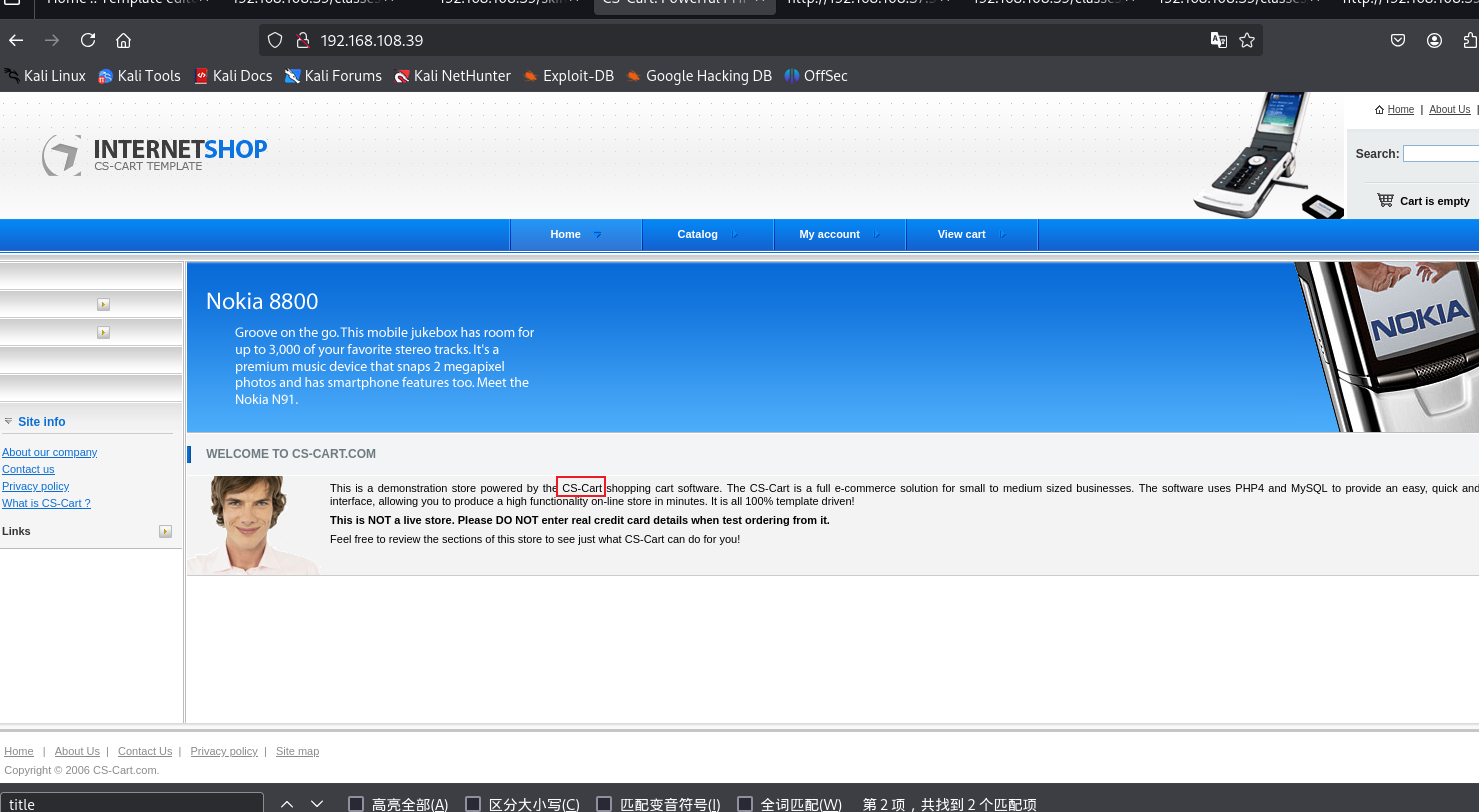 Home :: Template edit
192.168.108.39/classes
192.168.108.39/skin
CS-Cart. Powerful PHP
http://192.168.108.37:9
192.168.108.39/classes
192.168.108.39/classes
http://192.168.108.39
192.168.108.39
Kali Linux Kali Tools Kali Docs Kali Forums Kali NetHunter Exploit-DB Google Hacking DB OffSec
Home | About Us |
INTERNETSHOP
CS-CART TEMPLATE
Search:
Cart is empty
Home Catalog My account View cart
Nokia 8800
Groove on the go. This mobile jukebox has room for
up to 3,000 of your favorite stereo tracks. It's a
premium music device that snaps 2 megapixel
photos and has smartphone features too. Meet the
Nokia N91.
NOKIA
Site info
About our company
Contact us
Privacy policy
What is CS-Cart ?
Links
WELCOME TO CS-CART.COM
This is a demonstration store powered by the CS-Cart shopping cart software. The CS-Cart is a full e-commerce solution for small to medium sized businesses. The software uses PHP4 and MySQL to provide an easy, quick and
interface, allowing you to produce a high functionality on-line store in minutes. It is all 100% template driven!
This is NOT a live store. Please DO NOT enter real credit card details when test ordering from it.
Feel free to review the sections of this store to see just what CS-Cart can do for you!
Home | About Us | Contact Us | Privacy policy | Site map
Copyright © 2006 CS-Cart.com.
title 高亮全部(A) 区分大小写(C) 匹配变音符号(I) 全词匹配(W) 第 2 项，共找到 2 个匹配项